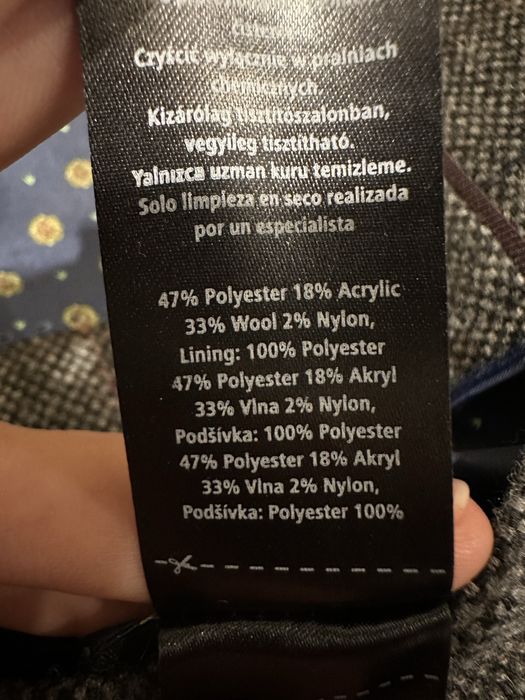 Czyścić wyłącznie w pralniach
chemicznych.
Kizárólag tisztítószalonban,
vegyileg tisztítható.
Yalnızca uzman kuru temizleme.
Solo limpieza en seco realizada
por un especialista
47% Polyester 18% Acrylic
33% Wool 2% Nylon,
Lining: 100% Polyester
47% Polyester 18% Akryl
33% Vlna 2% Nylon,
Podšívka: 100% Polyester
47% Polyester 18% Akryl
33% Vlna 2% Nylon,
Podšívka: Polyester 100%